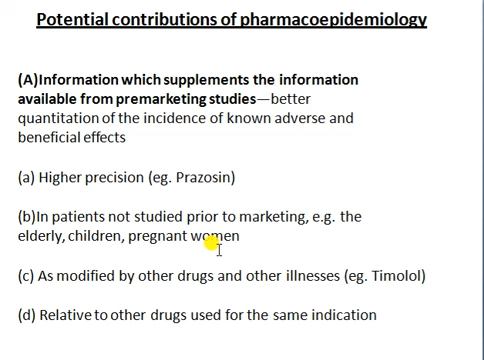 Potential contributions of pharmacoepidemiology
(A)Information which supplements the information
available from premarketing studies—better
quantitation of the incidence of known adverse and
beneficial effects
(a) Higher precision (eg. Prazosin)
(b)In patients not studied prior to marketing, e.g. the
elderly, children, pregnant women
(c) As modified by other drugs and other illnesses (eg. Timolol)
(d) Relative to other drugs used for the same indication